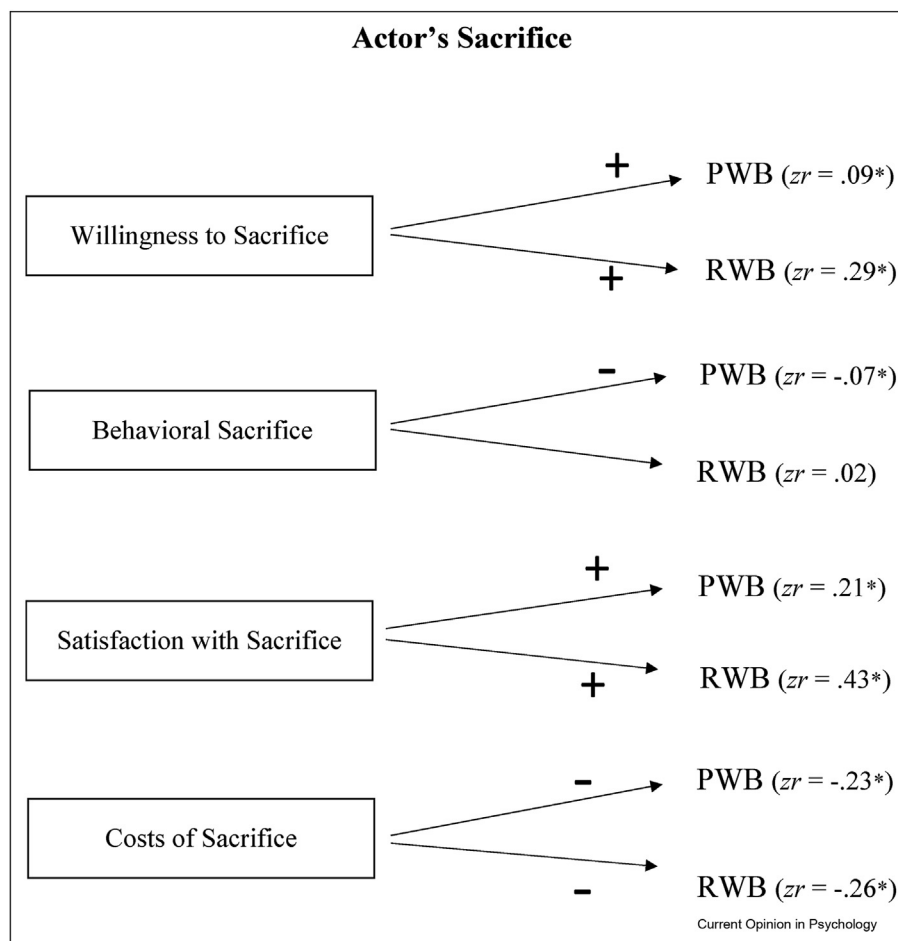 Actor's Sacrifice
+
PWB (zr = .09*)
Willingness to Sacrifice
+
RWB (zr = .29*)
-
PWB (zr = -.07*)
Behavioral Sacrifice
RWB (zr = .02)
+
PWB (zr = .21*)
Satisfaction with Sacrifice
+
RWB (zr = .43*)
-
PWB (zr = -.23*)
Costs of Sacrifice
-
RWB (zr = -.26*)
Current Opinion in Psychology